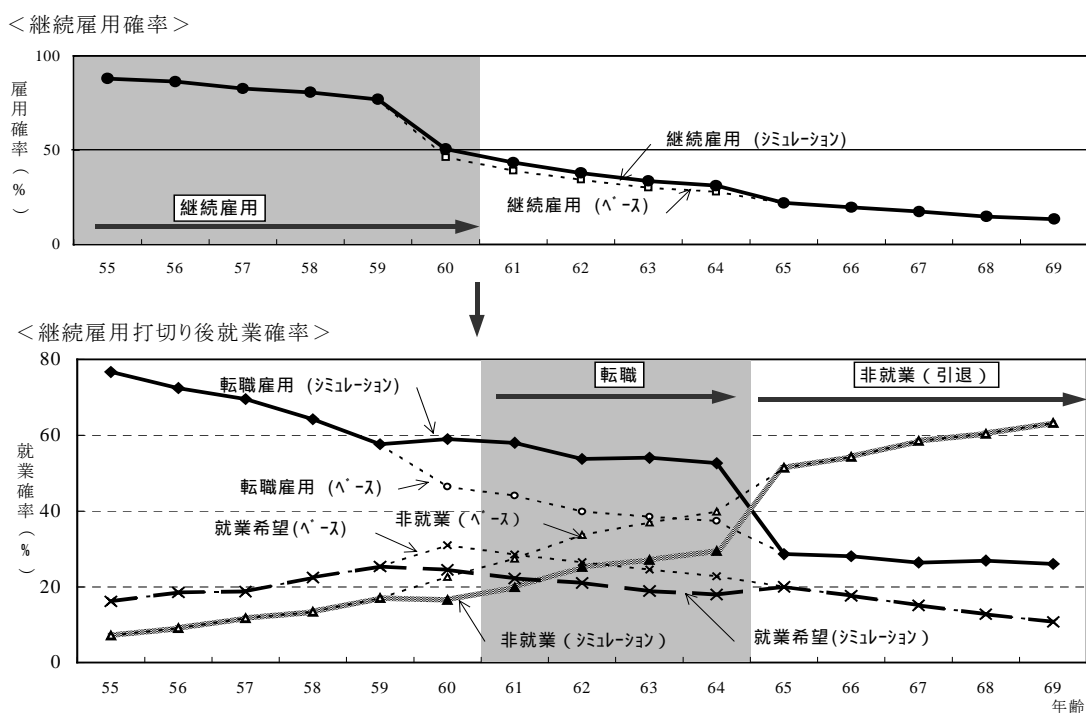 ＜継続雇用確率＞
100
50
0
雇用確率（%）
継続雇用 (ｼﾐｭﾚｰｼｮﾝ)
継続雇用 (ﾍﾞｰｽ)
継続雇用
55 56 57 58 59 60 61 62 63 64 65 66 67 68 69
＜継続雇用打切り後就業確率＞
80
60
40
20
0
就業確率（%）
転職雇用 (ｼﾐｭﾚｰｼｮﾝ)
転職
非就業（引退）
転職雇用 (ﾍﾞｰｽ)
就業希望(ﾍﾞｰｽ)
非就業（ﾍﾞｰｽ）
非就業（ｼﾐｭﾚｰｼｮﾝ）
就業希望(ｼﾐｭﾚｰｼｮﾝ)
55 56 57 58 59 60 61 62 63 64 65 66 67 68 69
年齢